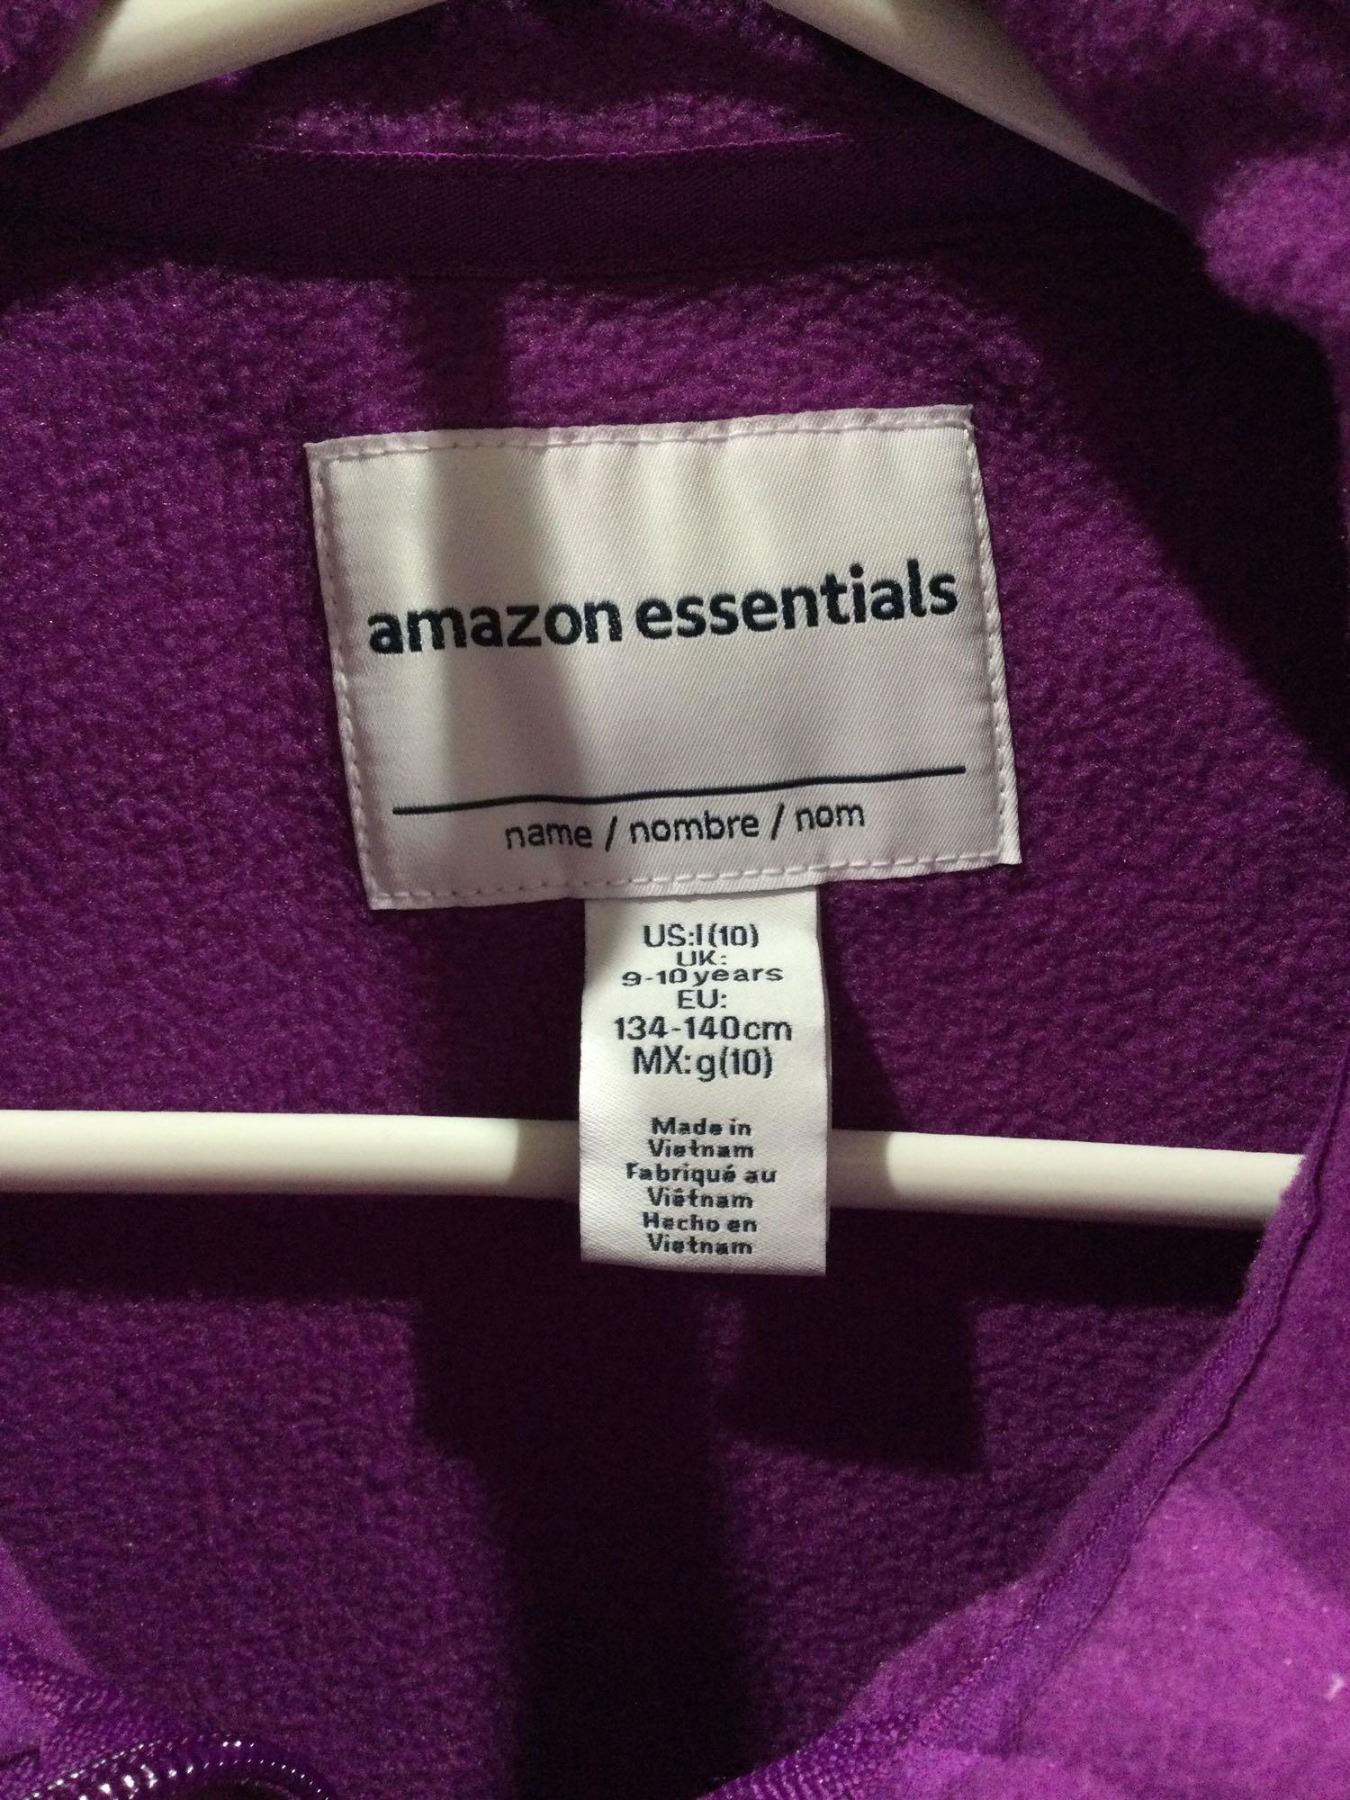 amazon essentials
name / nombre / nom
US:l(10)
UK:
9-10 years
EU:
134-140cm
MX:g(10)
Made in
Vietnam
Fabriqué au
Viêtnam
Hecho en
Vietnam